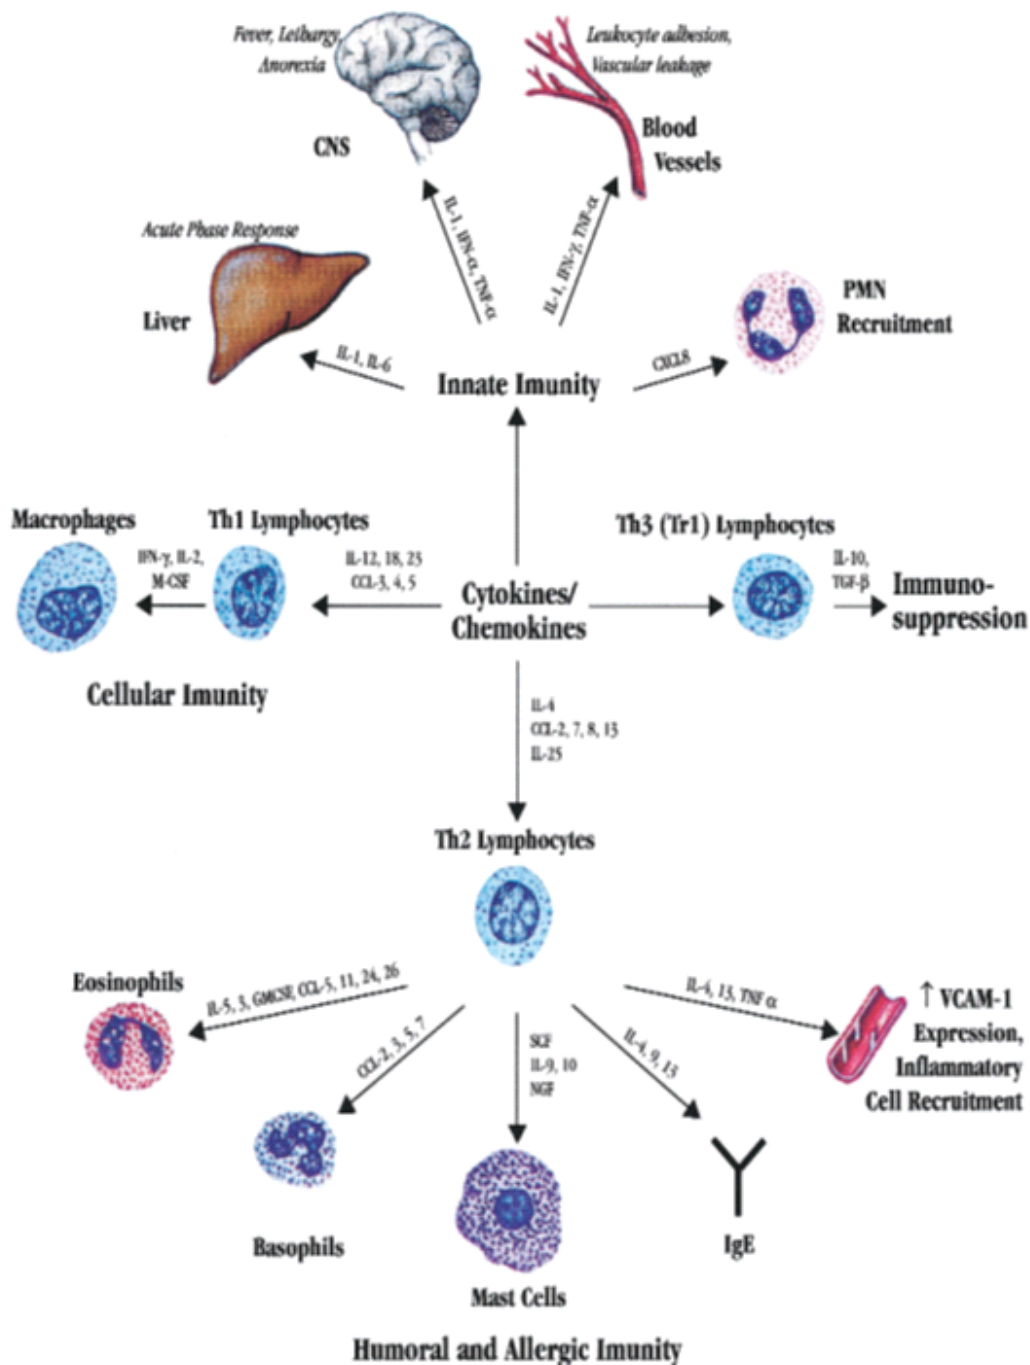 Fever, Lethargy,
Anorexia
CNS
Leukocyte adhesion,
Vascular leakage
Blood
Vessels
Acute Phase Response
Liver
IL-1, IFN-α, TNF-α
IL-1, IFN-γ, TNF-α
PMN
Recruitment
IL-1, IL-6
CXCL8
Innate Imunity
Macrophages
Th1 Lymphocytes
Th3 (Tr1) Lymphocytes
IFN-γ, IL-2,
M-CSF
IL-12, 18, 23
CCL-3, 4, 5
Cytokines/
Chemokines
IL-10,
TGF-β
Immuno-
suppression
Cellular Imunity
IL-4
CCL-2, 7, 8, 13
IL-25
Th2 Lymphocytes
Eosinophils
IL-5, 3, GMCSF, CCL-5, 11, 24, 26
CCL-2, 3, 5, 7
SCF
IL-9, 10
NGF
IL-4, 9, 13
IL-4, 13, TNF α
↑ VCAM-1
Expression,
Inflammatory
Cell Recruitment
Basophils
Mast Cells
IgE
Humoral and Allergic Imunity